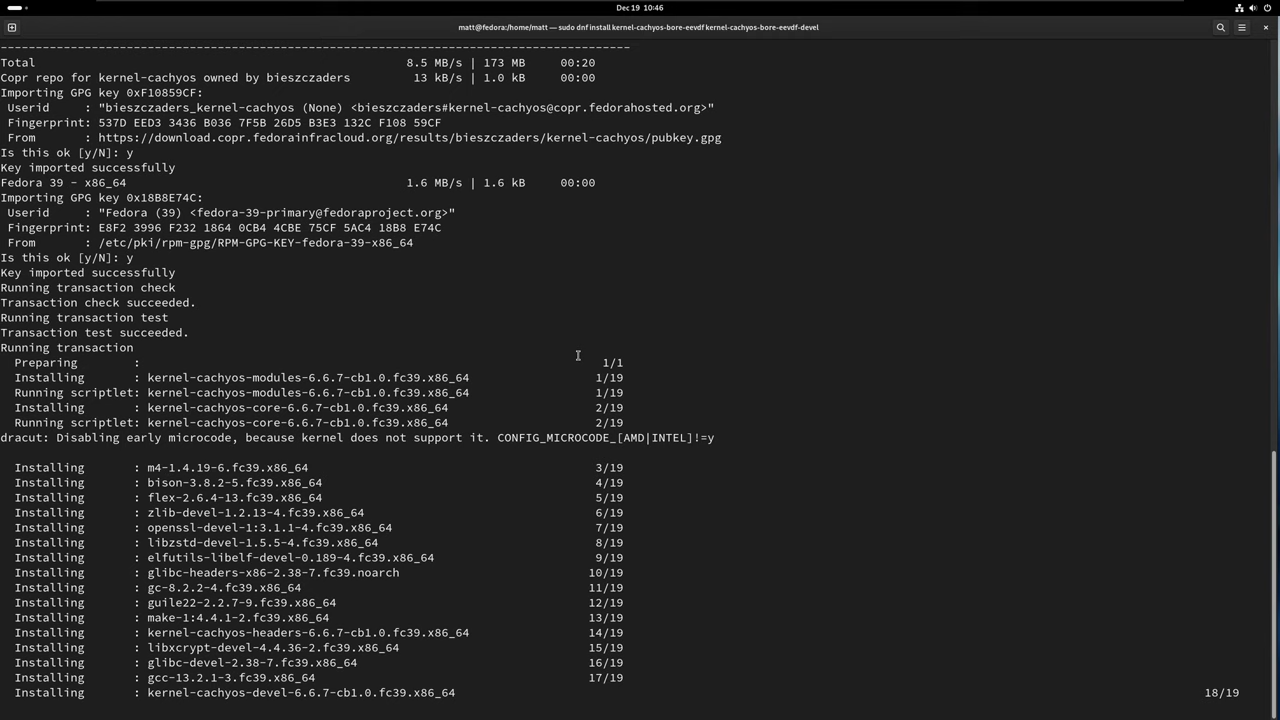 Dec 19 10:46
matt@fedora:/home/matt — sudo dnf install kernel-cachyos-bore-eevdf kernel-cachyos-bore-eevdf-devel
------------------------------------------------------------------------------------------
Total 8.5 MB/s | 173 MB 00:20
Copr repo for kernel-cachyos owned by bieszczaders 13 kB/s | 1.0 kB 00:00
Importing GPG key 0xF10859CF:
Userid : "bieszczaders_kernel-cachyos (None) <bieszczaders#kernel-cachyos@copr.fedorahosted.org>"
Fingerprint: 537D EED3 3436 B036 7F5B 26D5 B3E3 132C F108 59CF
From : https://download.copr.fedorainfracloud.org/results/bieszczaders/kernel-cachyos/pubkey.gpg
Is this ok [y/N]: y
Key imported successfully
Fedora 39 - x86_64 1.6 MB/s | 1.6 kB 00:00
Importing GPG key 0x18B8E74C:
Userid : "Fedora (39) <fedora-39-primary@fedoraproject.org>"
Fingerprint: E8F2 3996 F232 1864 0CB4 4CBE 75CF 5AC4 18B8 E74C
From : /etc/pki/rpm-gpg/RPM-GPG-KEY-fedora-39-x86_64
Is this ok [y/N]: y
Key imported successfully
Running transaction check
Transaction check succeeded.
Running transaction test
Transaction test succeeded.
Running transaction
Preparing : 1/1
Installing : kernel-cachyos-modules-6.6.7-cb1.0.fc39.x86_64 1/19
Running scriptlet: kernel-cachyos-modules-6.6.7-cb1.0.fc39.x86_64 1/19
Installing : kernel-cachyos-core-6.6.7-cb1.0.fc39.x86_64 2/19
Running scriptlet: kernel-cachyos-core-6.6.7-cb1.0.fc39.x86_64 2/19
dracut: Disabling early microcode, because kernel does not support it. CONFIG_MICROCODE_[AMD|INTEL]!=y
Installing : m4-1.4.19-6.fc39.x86_64 3/19
Installing : bison-3.8.2-5.fc39.x86_64 4/19
Installing : flex-2.6.4-13.fc39.x86_64 5/19
Installing : zlib-devel-1.2.13-4.fc39.x86_64 6/19
Installing : openssl-devel-1:3.1.1-4.fc39.x86_64 7/19
Installing : libzstd-devel-1.5.5-4.fc39.x86_64 8/19
Installing : elfutils-libelf-devel-0.189-4.fc39.x86_64 9/19
Installing : glibc-headers-x86-2.38-7.fc39.noarch 10/19
Installing : gc-8.2.2-4.fc39.x86_64 11/19
Installing : guile22-2.2.7-9.fc39.x86_64 12/19
Installing : make-1:4.4.1-2.fc39.x86_64 13/19
Installing : kernel-cachyos-headers-6.6.7-cb1.0.fc39.x86_64 14/19
Installing : libxcrypt-devel-4.4.36-2.fc39.x86_64 15/19
Installing : glibc-devel-2.38-7.fc39.x86_64 16/19
Installing : gcc-13.2.1-3.fc39.x86_64 17/19
Installing : kernel-cachyos-devel-6.6.7-cb1.0.fc39.x86_64 18/19